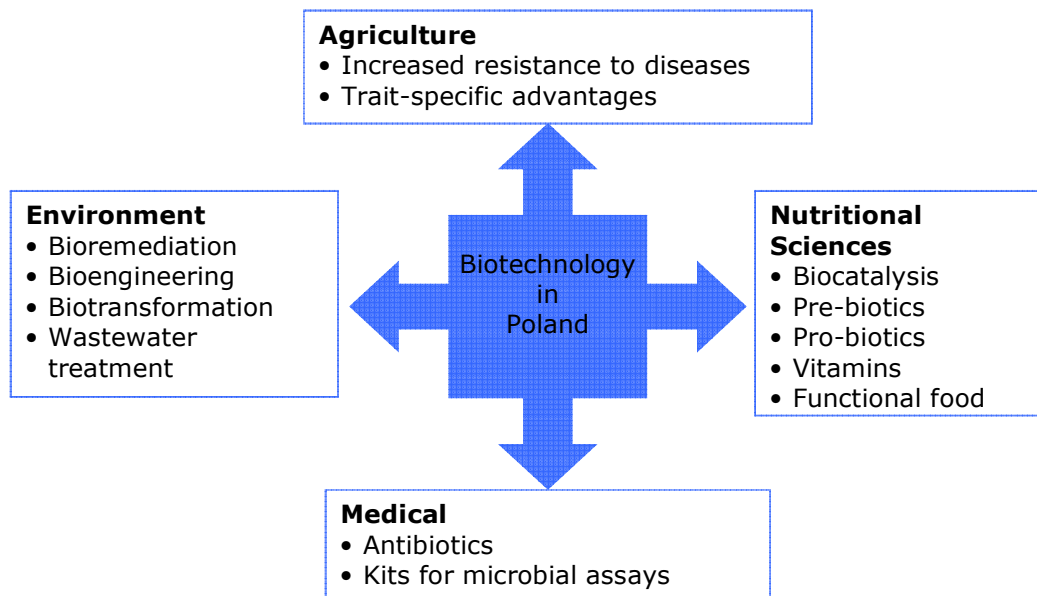 Agriculture
• Increased resistance to diseases
• Trait-specific advantages
Environment
• Bioremediation
• Bioengineering
• Biotransformation
• Wastewater
treatment
Biotechnology
in
Poland
Nutritional
Sciences
• Biocatalysis
• Pre-biotics
• Pro-biotics
• Vitamins
• Functional food
Medical
• Antibiotics
• Kits for microbial assays